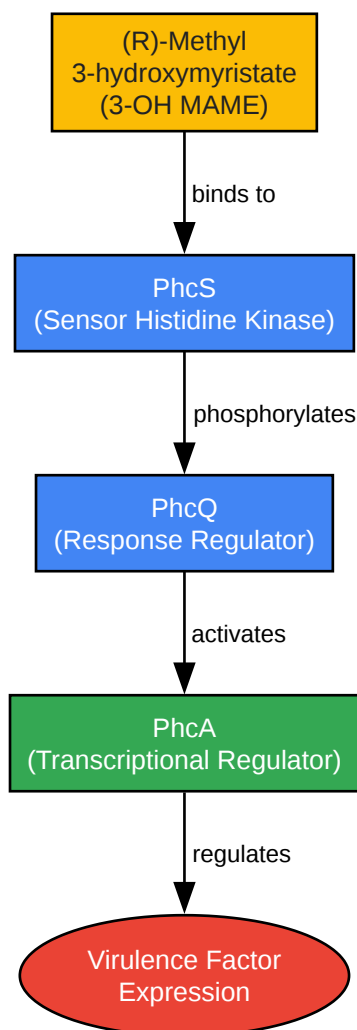 (R)-Methyl
3-hydroxymyristate
(3-OH MAME)
binds to
PhcS
(Sensor Histidine Kinase)
phosphorylates
PhcQ
(Response Regulator)
activates
PhcA
(Transcriptional Regulator)
regulates
Virulence Factor
Expression